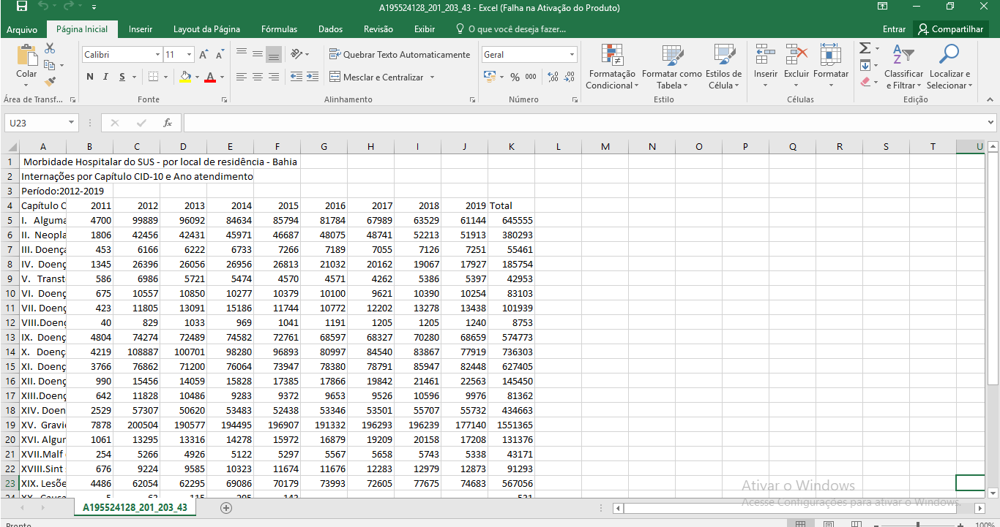 A195524128_201_203_43 - Excel (Falha na Ativação do Produto)
Arquivo Página Inicial Inserir Layout da Página Fórmulas Dados Revisão Exibir O que você deseja fazer... Entrar Compartilhar
Calibri 11 Quebrar Texto Automaticamente Geral
Colar N I S Mesclar e Centralizar % 000 Formatação Condicional Formatar como Tabela Estilos de Célula Inserir Excluir Formatar Classificar e Filtrar Localizar e Selecionar
Área de Transf... Fonte Alinhamento Número Estilo Células Edição
U23 fx
A B C D E F G H I J K L M N O P Q R S T U
1 Morbidade Hospitalar do SUS - por local de residência - Bahia
2 Internações por Capítulo CID-10 e Ano atendimento
3 Período:2012-2019
4 Capítulo C 2011 2012 2013 2014 2015 2016 2017 2018 2019 Total
5 I. Alguma 4700 99889 96092 84634 85794 81784 67989 63529 61144 645555
6 II. Neopla 1806 42456 42431 45971 46687 48075 48741 52213 51913 380293
7 III. Doença 453 6166 6222 6733 7266 7189 7055 7126 7251 55461
8 IV. Doenç 1345 26396 26056 26956 26813 21032 20162 19067 17927 185754
9 V. Transt 586 6986 5721 5474 4570 4571 4262 5386 5397 42953
10 VI. Doenç 675 10557 10850 10277 10379 10100 9621 10390 10254 83103
11 VII. Doenç 423 11805 13091 15186 11744 10772 12202 13278 13438 101939
12 VIII.Doenç 40 829 1033 969 1041 1191 1205 1205 1240 8753
13 IX. Doenç 4804 74274 72489 74582 72761 68597 68327 70280 68659 574773
14 X. Doenç 4219 108887 100701 98280 96893 80997 84540 83867 77919 736303
15 XI. Doenç 3766 76862 71200 76064 73947 78380 78791 85947 82448 627405
16 XII. Doenç 990 15456 14059 15828 17385 17866 19842 21461 22563 145450
17 XIII.Doenç 642 11828 10486 9283 9372 9653 9526 10596 9976 81362
18 XIV. Doen 2529 57307 50620 53483 52438 53346 53501 55707 55732 434663
19 XV. Gravi 7878 200504 190577 194495 196907 191332 196293 196239 177140 1551365
20 XVI. Algur 1061 13295 13316 14278 15972 16879 19209 20158 17208 131376
21 XVII.Malf 254 5266 4926 5122 5297 5567 5658 5743 5338 43171
22 XVIII.Sint 676 9224 9585 10323 11674 11676 12283 12979 12873 91293
23 XIX. Lesõe 4486 62054 62295 69086 70179 73993 72605 77675 74683 567056
Ativar o Windows
Acesse Configurações para ativar o Windows.
A195524128_201_203_43
Pronto 100%